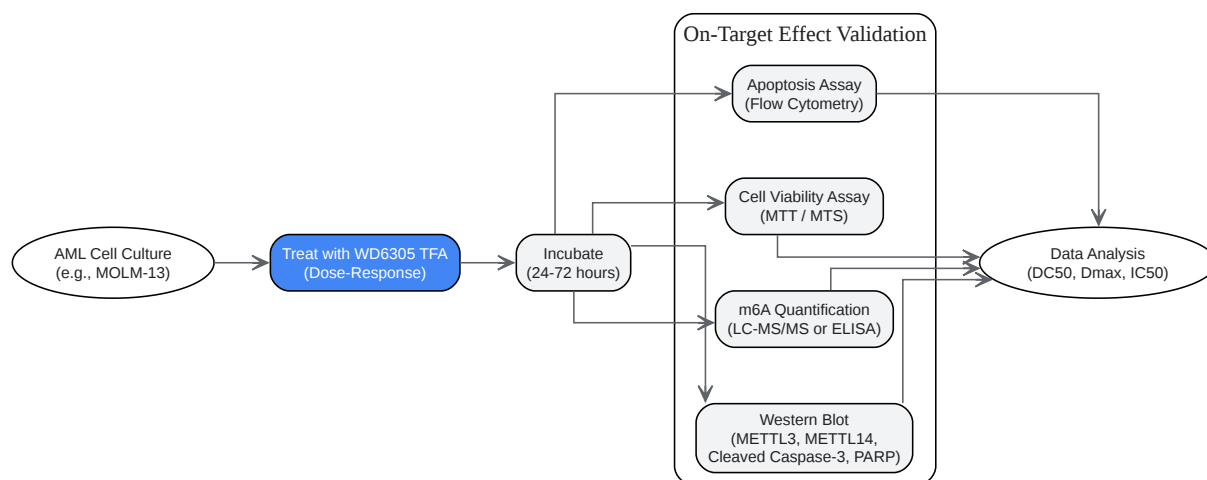 On-Target Effect Validation
Apoptosis Assay
(Flow Cytometry)
Cell Viability Assay
(MTT / MTS)
AML Cell Culture
(e.g., MOLM-13)
Treat with WD6305 TFA
(Dose-Response)
Incubate
(24-72 hours)
Data Analysis
(DC50, Dmax, IC50)
m6A Quantification
(LC-MS/MS or ELISA)
Western Blot
(METTL3, METTL14,
Cleaved Caspase-3, PARP)